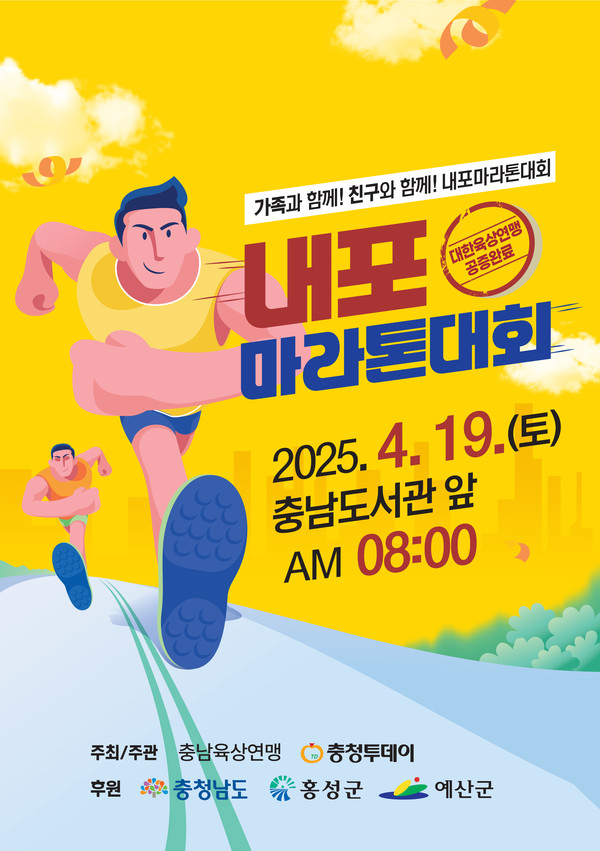 가족과 함께! 친구와 함께! 내포마라톤대회
내포
대한육상연맹
공증완료
마라톤대회
2025. 4. 19.(토)
충남도서관 앞
AM 08:00
주최/주관 충남육상연맹 TD 충청투데이
후원 충청남도 홍성군 예산군